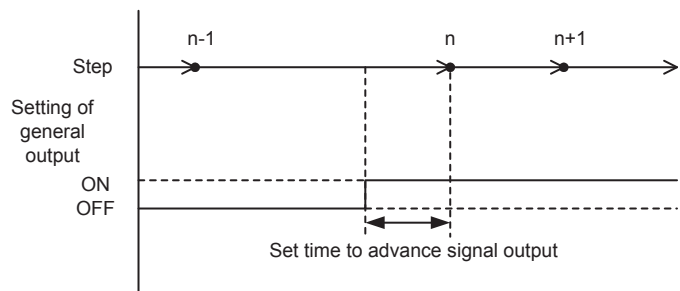 n-1
n
n+1
Step
Setting of
general
output
ON
OFF
Set time to advance signal output